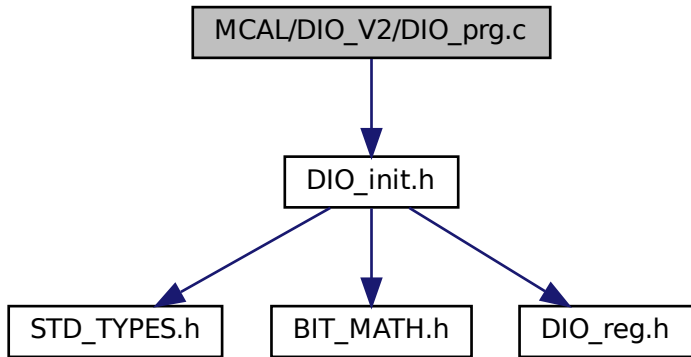 MCAL/DIO_V2/DIO_prg.c
DIO_init.h
STD_TYPES.h
BIT_MATH.h
DIO_reg.h